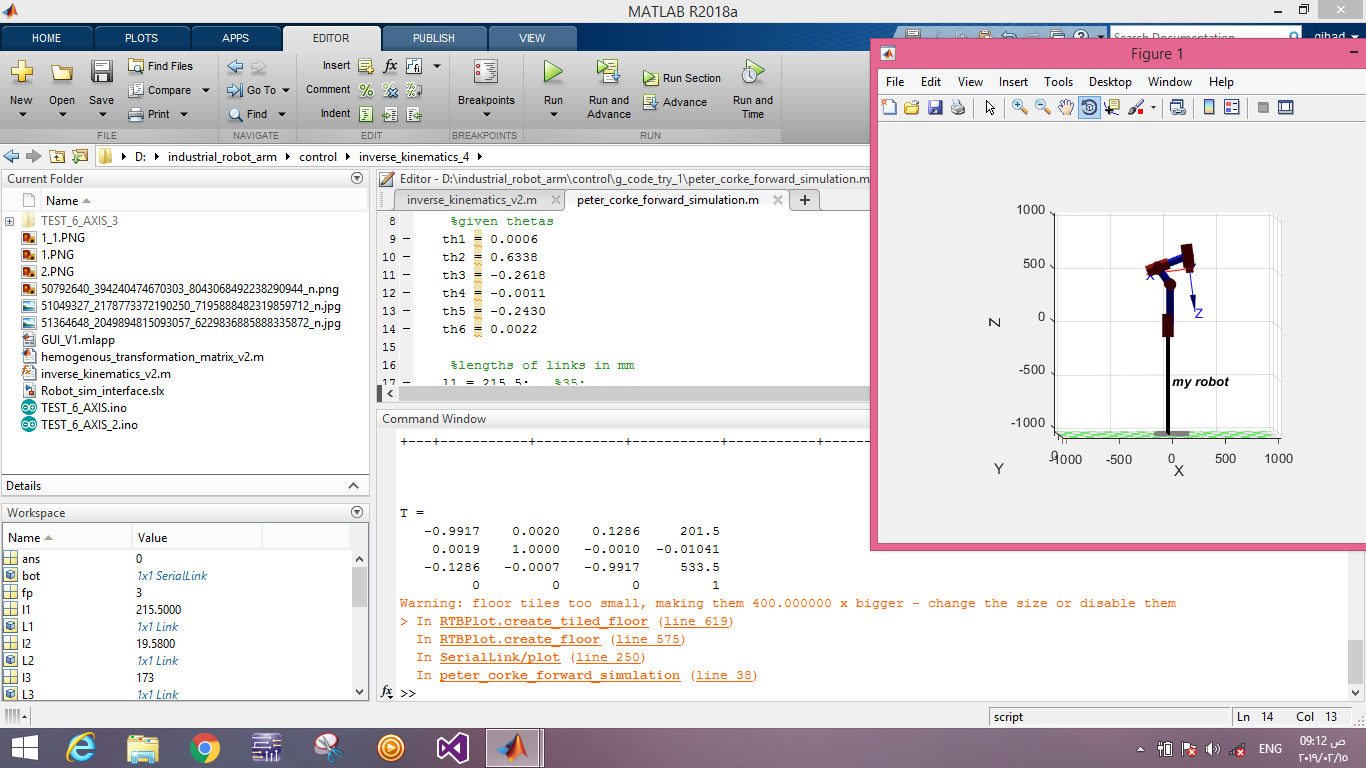 MATLAB R2018a
HOME PLOTS APPS EDITOR PUBLISH VIEW
Search Documentation
gihad
New Open Save Find Files Compare Print
Go To Find
Insert Comment Indent
Breakpoints
Run Run and Advance Run Section Advance Run and Time
FILE NAVIGATE EDIT BREAKPOINTS RUN
D: industrial_robot_arm control inverse_kinematics_4
Current Folder
Name
TEST_6_AXIS_3
1_1.PNG
1.PNG
2.PNG
50792640_394240474670303_8043068492238290944_n.png
51049327_2178773372190250_7195888482319859712_n.jpg
51364648_2049894815093057_6229836885888335872_n.jpg
GUI_V1.mlapp
hemogenous_transformation_matrix_v2.m
inverse_kinematics_v2.m
Robot_sim_interface.slx
TEST_6_AXIS.ino
TEST_6_AXIS_2.ino
Details
Workspace
Name Value
ans 0
bot 1x1 SerialLink
fp 3
l1 215.5000
L1 1x1 Link
l2 19.5800
L2 1x1 Link
l3 173
L3 1x1 Link
Editor - D:\industrial_robot_arm\control\g_code_try_1\peter_corke_forward_simulation.m
inverse_kinematics_v2.m peter_corke_forward_simulation.m
8 %given thetas
9 – th1 = 0.0006
10 – th2 = 0.6338
11 – th3 = -0.2618
12 – th4 = -0.0011
13 – th5 = -0.2430
14 – th6 = 0.0022
15
16 %lengths of links in mm
17 – l1 = 215.5; %35;
Command Window
+---+-----------+-----------+-----------+-----------+------
T =
-0.9917 0.0020 0.1286 201.5
0.0019 1.0000 -0.0010 -0.01041
-0.1286 -0.0007 -0.9917 533.5
0 0 0 1
Warning: floor tiles too small, making them 400.000000 x bigger - change the size or disable them
> In RTBPlot.create_tiled_floor (line 619)
In RTBPlot.create_floor (line 575)
In SerialLink/plot (line 250)
In peter_corke_forward_simulation (line 38)
fx >>
Figure 1
File Edit View Insert Tools Desktop Window Help
1000
500
0
-500
-1000
Z
X
Z
my robot
0
-1000 -500 0 500 1000
Y X
script Ln 14 Col 13
ENG
09:12 ص
٢٠١٩/٠٢/١٥